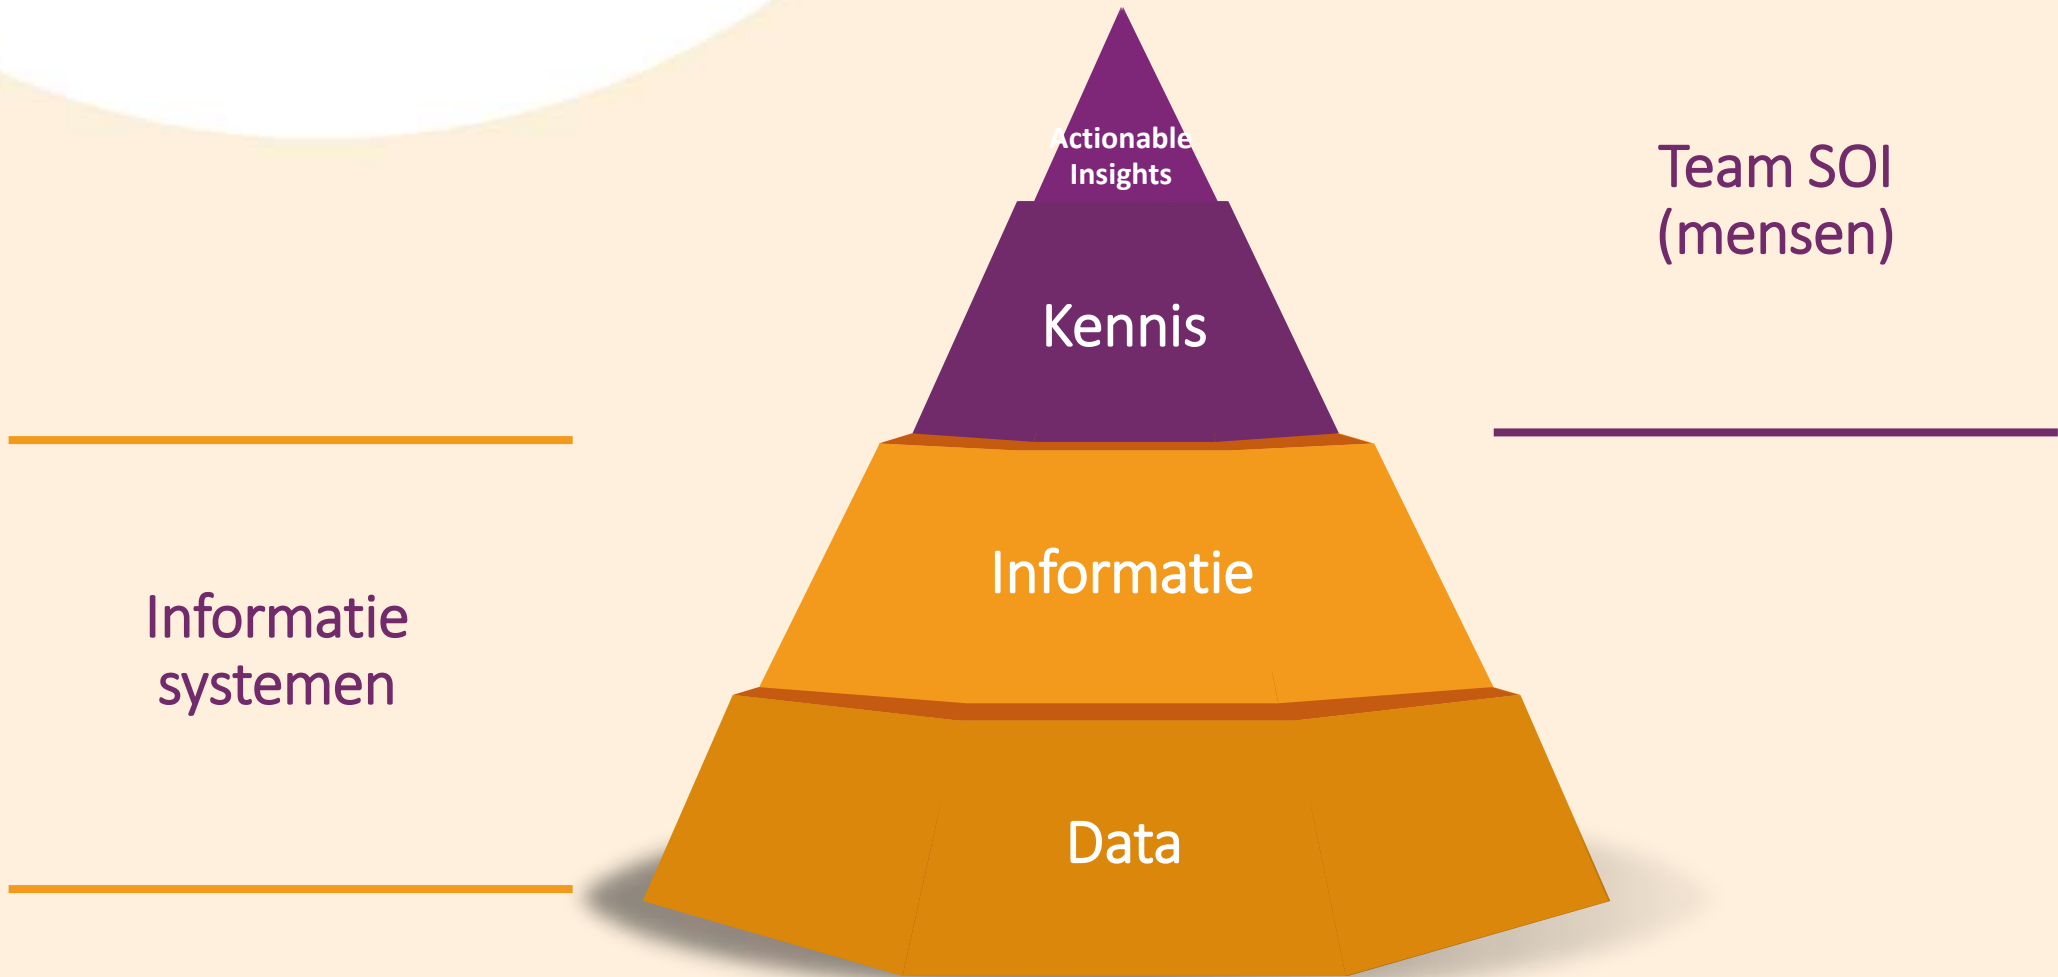 Actionable
Insights
Team SOI
(mensen)
Kennis
Informatie
Informatie
systemen
Data